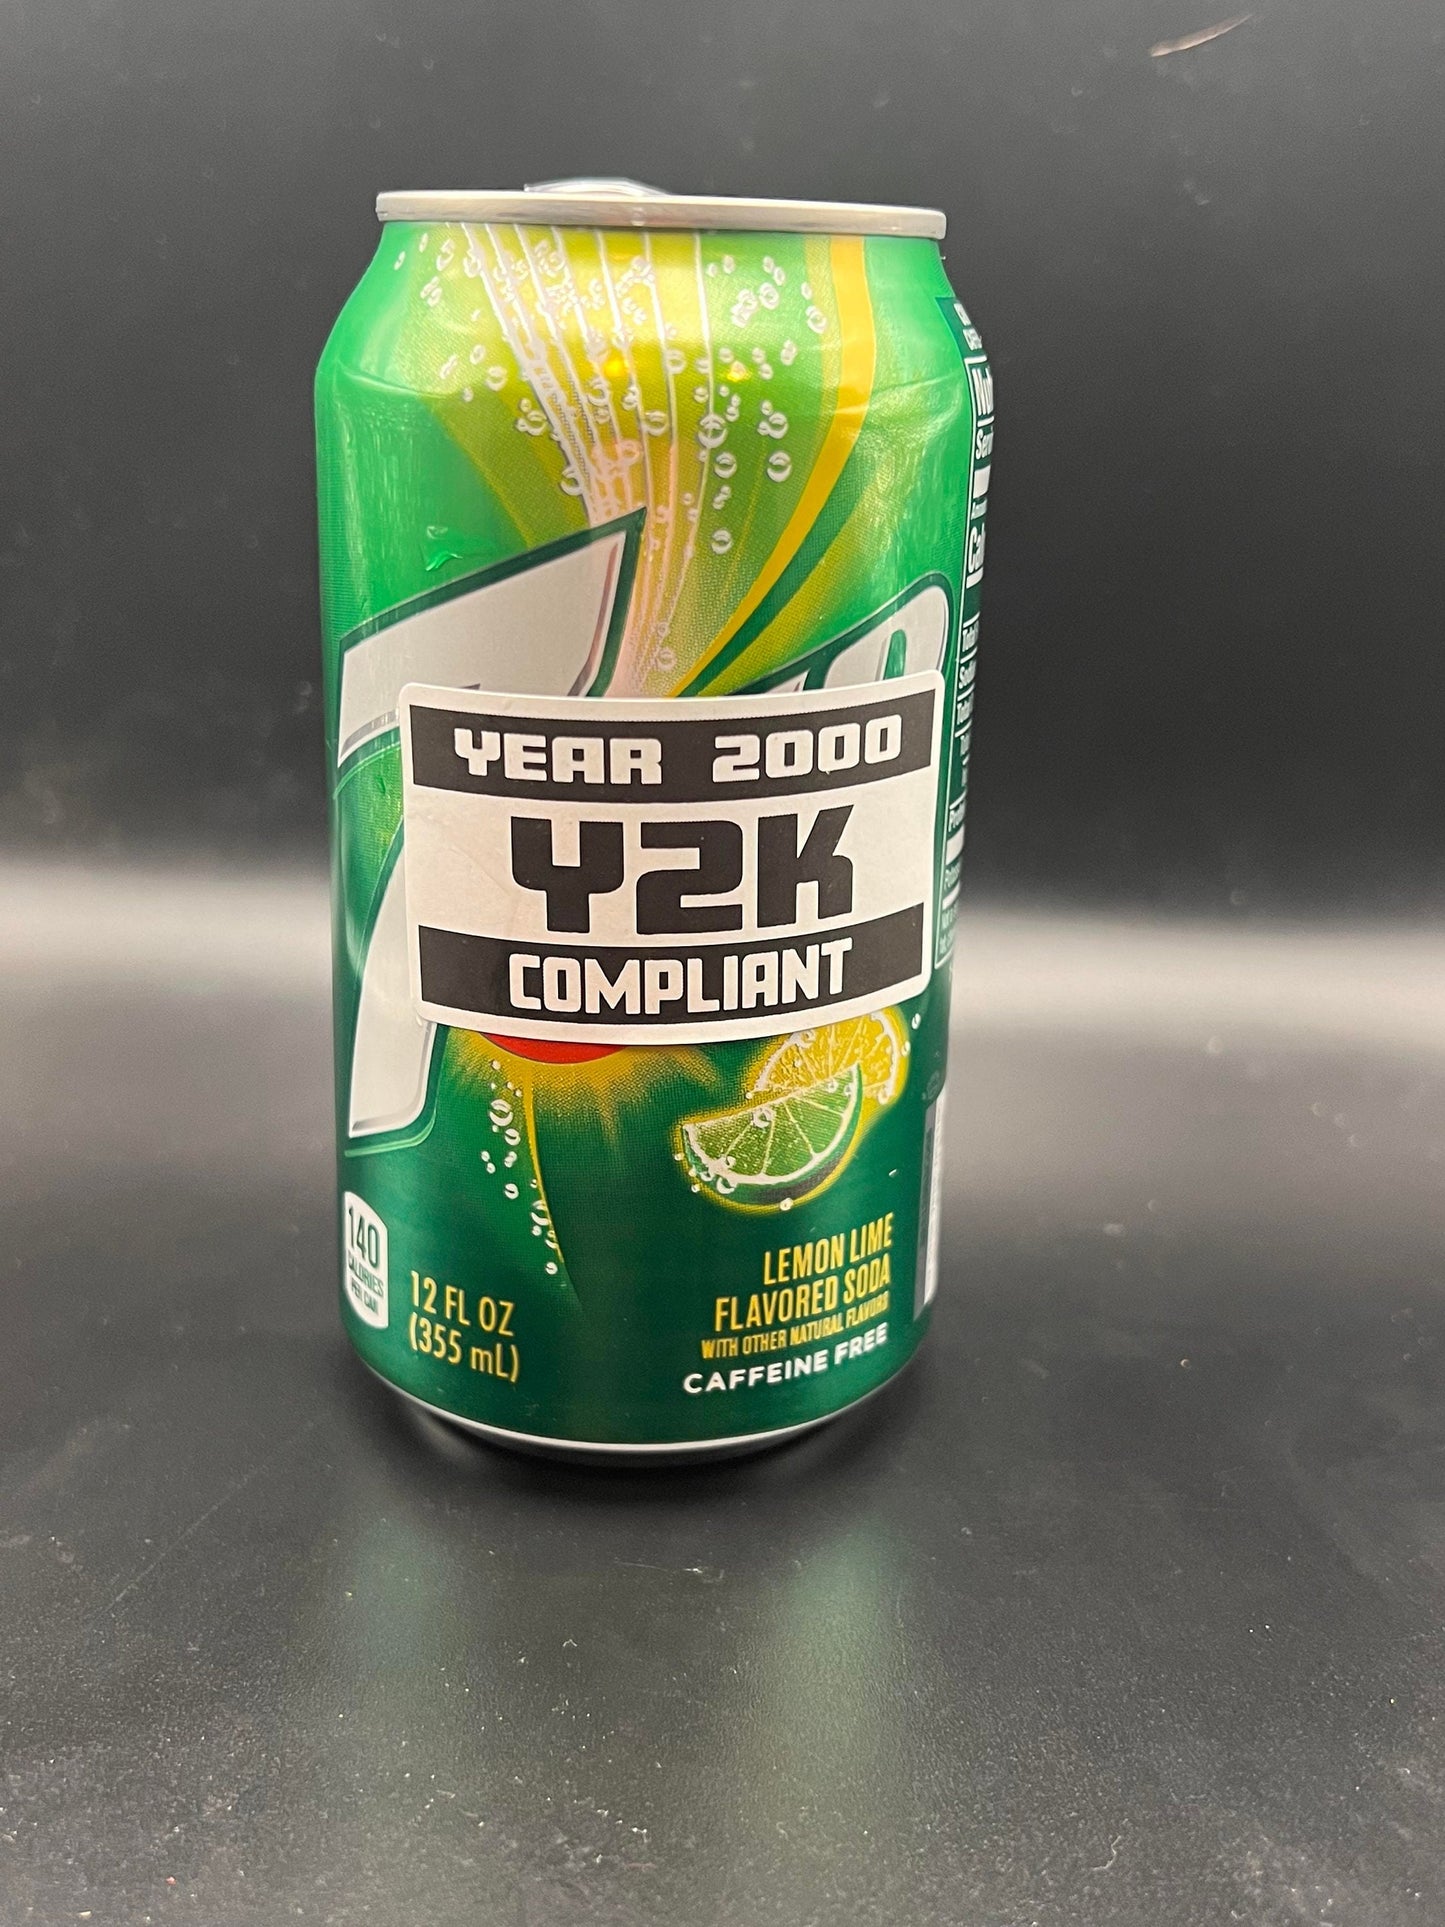 YEAR 2000
Y2K
COMPLIANT
140
CALORIES
PER CAN
12 FL OZ
(355 mL)
LEMON LIME
FLAVORED SODA
WITH OTHER NATURAL FLAVORS
CAFFEINE FREE